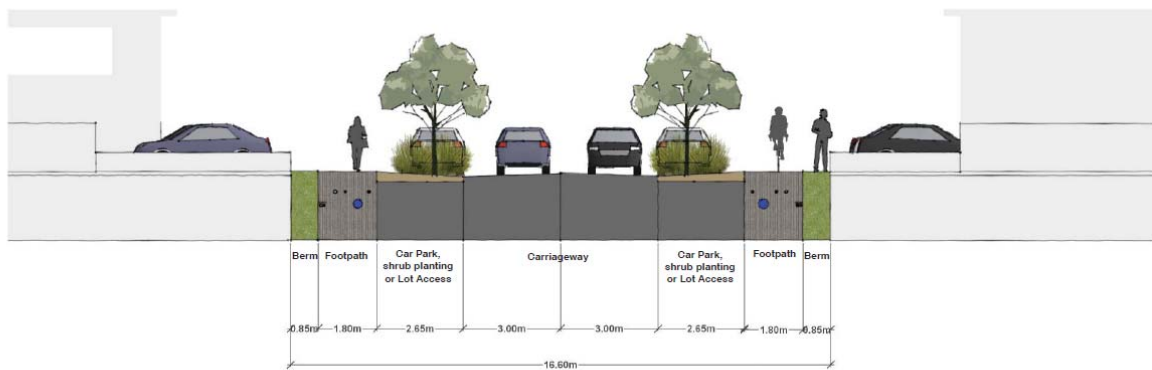 Berm
Footpath
Car Park,
shrub planting
or Lot Access
Carriageway
Car Park,
shrub planting
or Lot Access
Footpath
Berm
0.85m
1.80m
2.65m
3.00m
3.00m
2.65m
1.80m
0.85m
16.60m